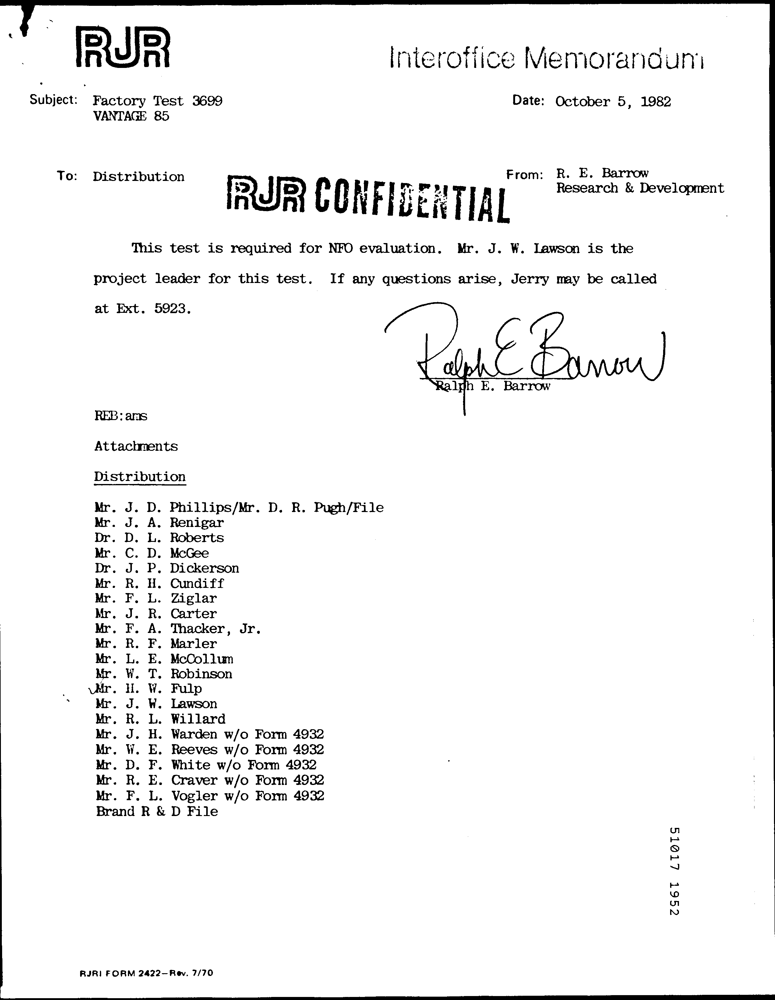 RJR
Interoffice Memorandum
Subject: Factory Test 3699
VANTAGE 85
Date: October 5, 1982
To: Distribution
From: R. E. Barrow
Research & Development
RJR CONFIDENTIAL
This test is required for NFO evaluation. Mr. J. W. Lawson is the
project leader for this test. If any questions arise, Jerry may be called
at Ext. 5923.
Ralph E Barrow
Ralph E. Barrow
REB:ams
Attachments
Distribution
Mr. J. D. Phillips/Mr. D. R. Pugh/File
Mr. J. A. Renigar
Dr. D. L. Roberts
Mr. C. D. McGee
Dr. J. P. Dickerson
Mr. R. H. Cundiff
Mr. F. L. Ziglar
Mr. J. R. Carter
Mr. F. A. Thacker, Jr.
Mr. R. F. Marler
Mr. L. E. McCollum
Mr. W. T. Robinson
Mr. H. W. Fulp
Mr. J. W. Lawson
Mr. R. L. Willard
Mr. J. H. Warden w/o Form 4932
Mr. W. E. Reeves w/o Form 4932
Mr. D. F. White w/o Form 4932
Mr. R. E. Craver w/o Form 4932
Mr. F. L. Vogler w/o Form 4932
Brand R & D File
51017 1952
RJRI FORM 2422—Rev. 7/70